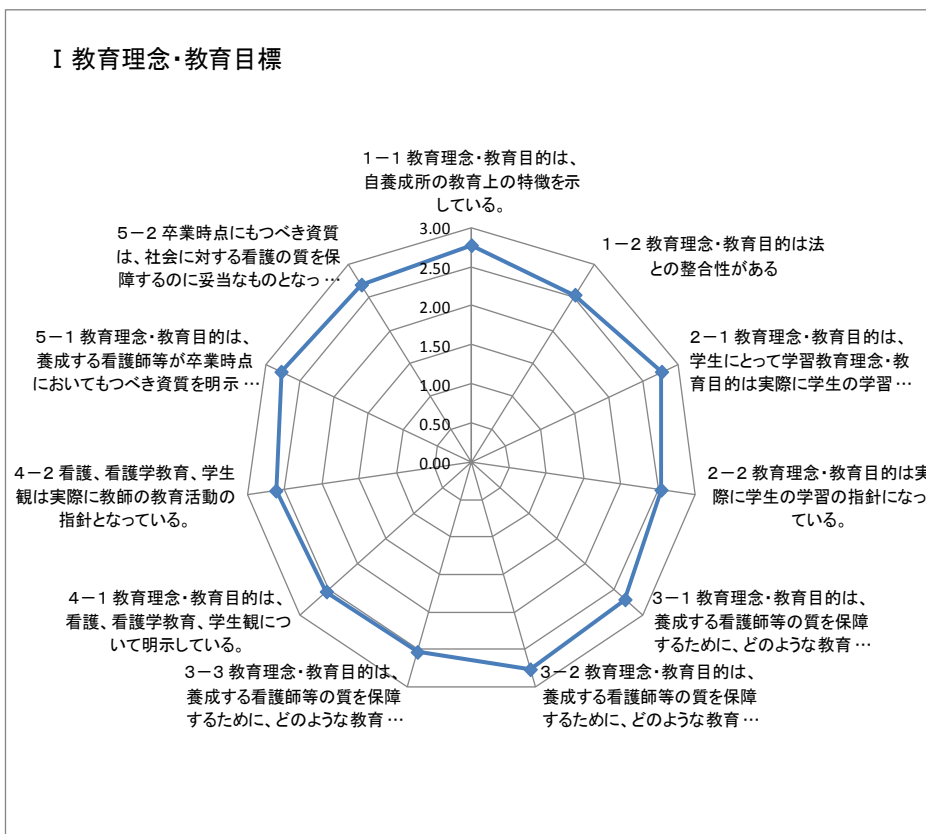 Ⅰ 教育理念・教育目標
1－1 教育理念・教育目的は、
自養成所の教育上の特徴を示
している。
1－2 教育理念・教育目的は法
との整合性がある
2－1 教育理念・教育目的は、
学生にとって学習教育理念・教
育目的は実際に学生の学習 …
2－2 教育理念・教育目的は実
際に学生の学習の指針になっ
ている。
3－1 教育理念・教育目的は、
養成する看護師等の質を保障
するために、どのような教育 …
3－2 教育理念・教育目的は、
養成する看護師等の質を保障
するために、どのような教育 …
3－3 教育理念・教育目的は、
養成する看護師等の質を保障
するために、どのような教育 …
4－1 教育理念・教育目的は、
看護、看護学教育、学生観につ
いて明示している。
4－2 看護、看護学教育、学生
観は実際に教師の教育活動の
指針となっている。
5－1 教育理念・教育目的は、
養成する看護師等が卒業時点
においてもつべき資質を明示 …
5－2 卒業時点にもつべき資質
は、社会に対する看護の質を保
障するのに妥当なものとなっ …
3.00
2.50
2.00
1.50
1.00
0.50
0.00